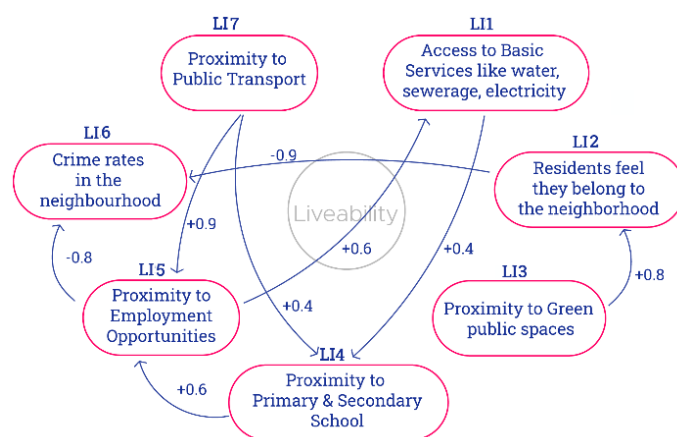 LI7
Proximity to
Public Transport
LI1
Access to Basic
Services like water,
sewerage, electricity
LI6
Crime rates
in the
neighbourhood
-0.9
LI2
Residents feel
they belong to
the neighborhood
Liveability
+0.9
+0.6
+0.4
-0.8
LI5
Proximity to
Employment
Opportunities
LI3
Proximity to Green
public spaces
+0.8
+0.4
LI4
Proximity to
Primary & Secondary
School
+0.6